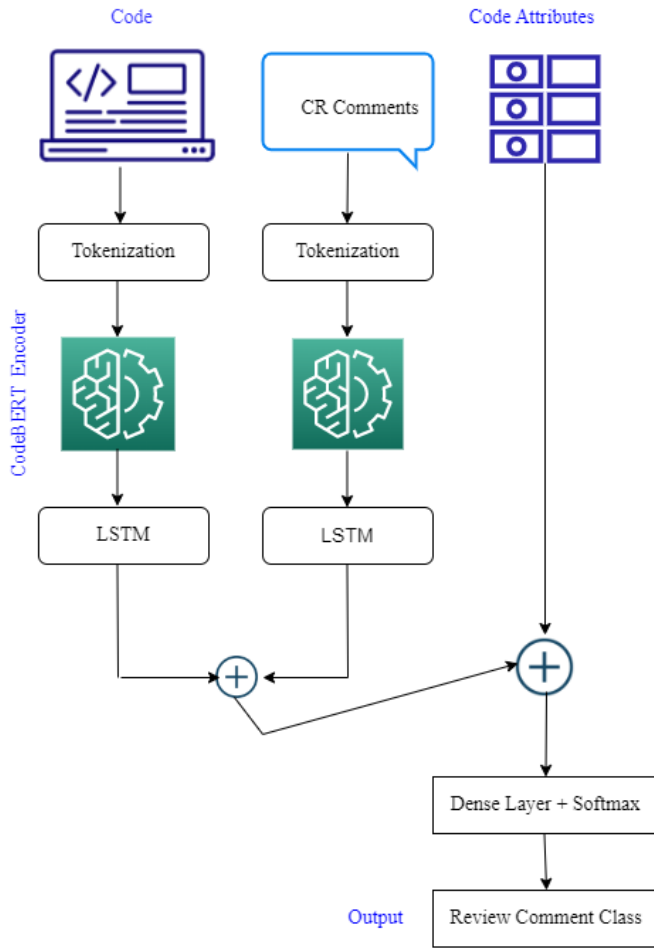 Code
Code Attributes
CR Comments
Tokenization
Tokenization
CodeBERT Encoder
LSTM
LSTM
Dense Layer + Softmax
Output
Review Comment Class